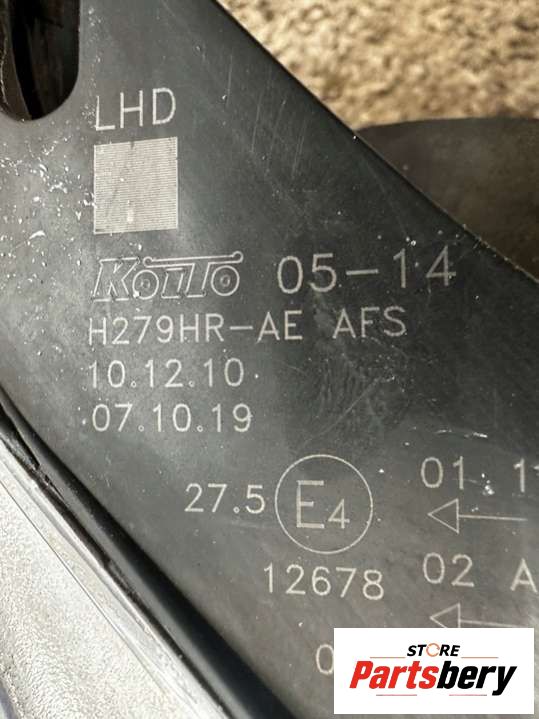 LHD
KOITO 05-14
H279HR-AE AFS
10.12.10
07.10.19
27.5 E4 01.
12678 02 A
0
STORE
Partsbery